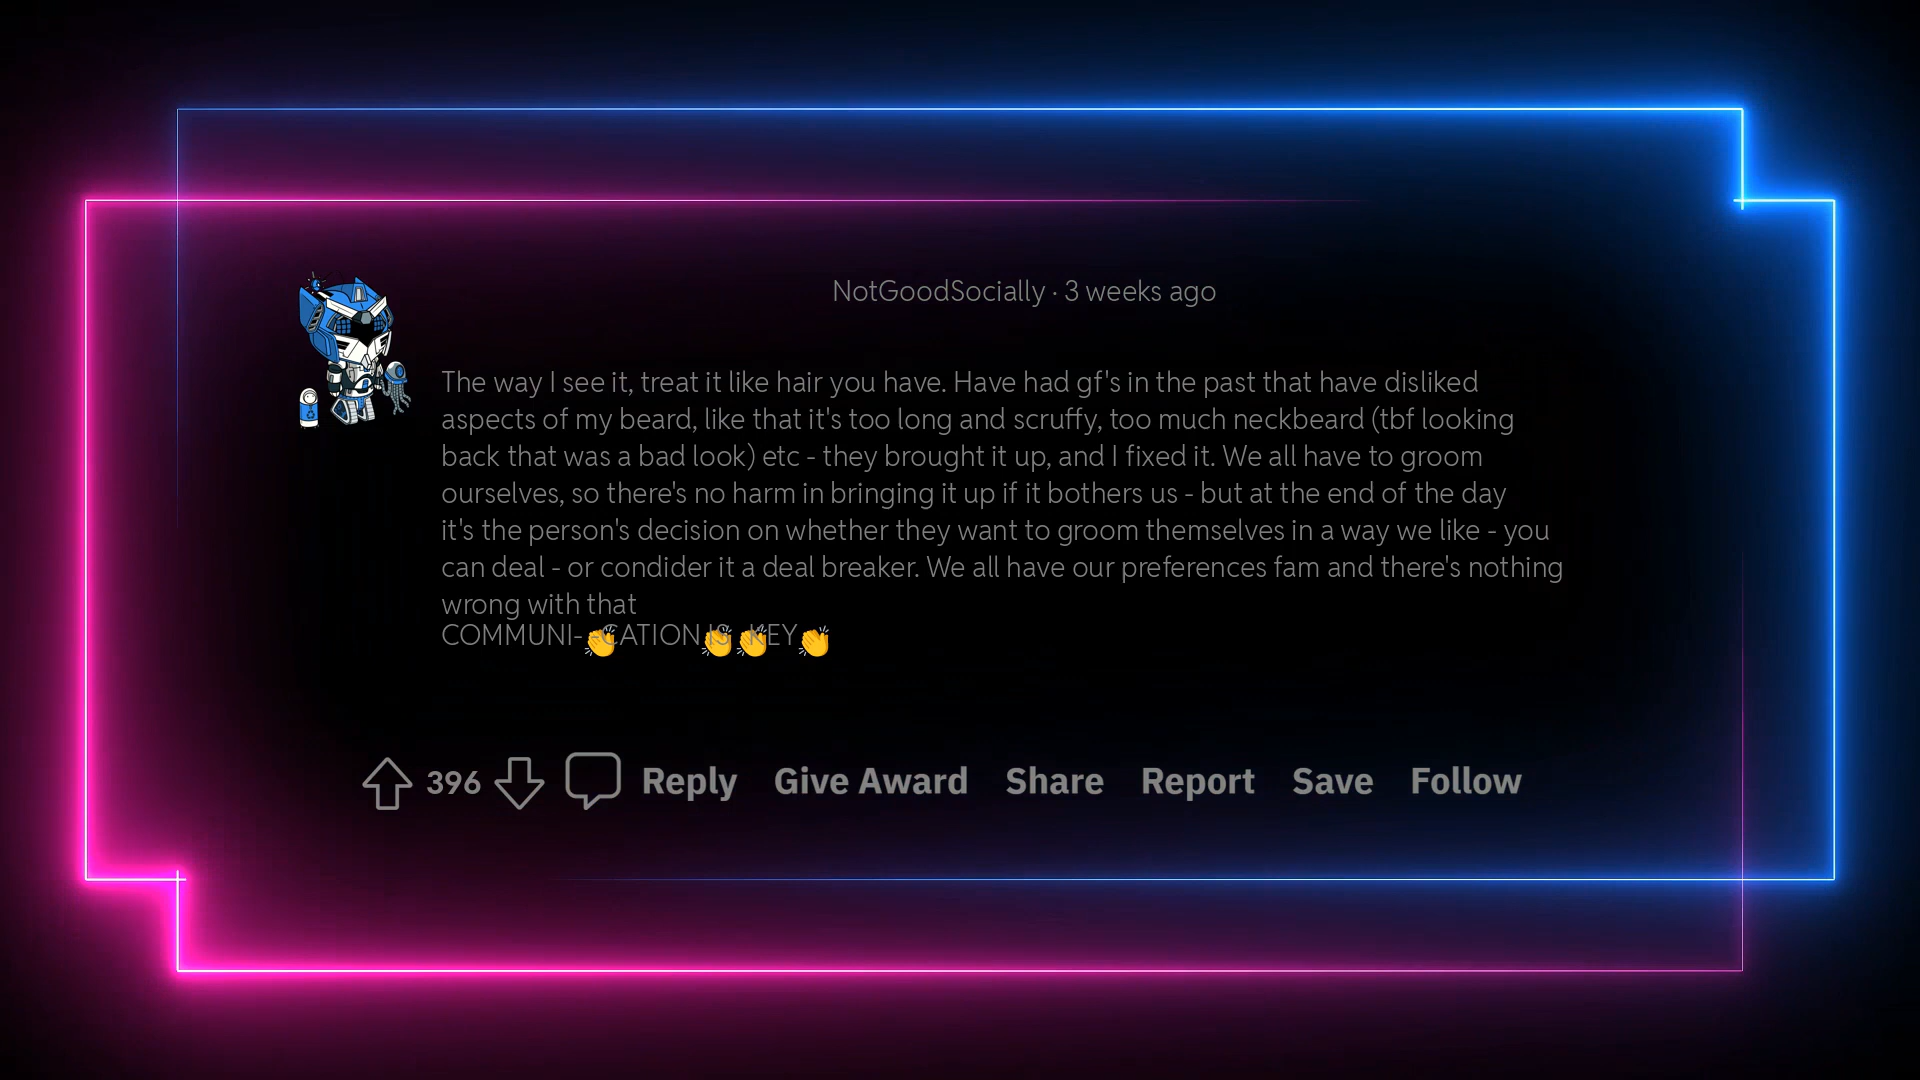 NotGoodSocially · 3 weeks ago
The way I see it, treat it like hair you have. Have had gf's in the past that have disliked
aspects of my beard, like that it's too long and scruffy, too much neckbeard (tbf looking
back that was a bad look) etc - they brought it up, and I fixed it. We all have to groom
ourselves, so there's no harm in bringing it up if it bothers us - but at the end of the day
it's the person's decision on whether they want to groom themselves in a way we like - you
can deal - or condider it a deal breaker. We all have our preferences fam and there's nothing
wrong with that
COMMUNI- 👏-CATION 👏IS 👏KEY👏
396 Reply Give Award Share Report Save Follow